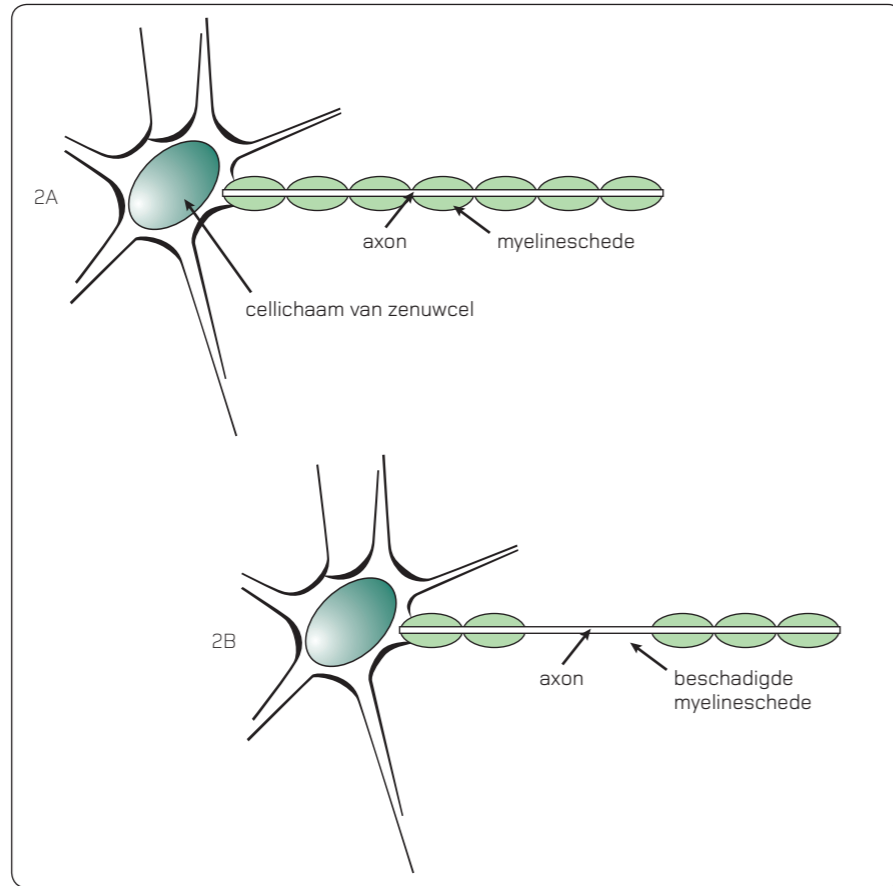 2A
axon
myelineschede
cellichaam van zenuwcel
2B
axon
beschadigde
myelineschede